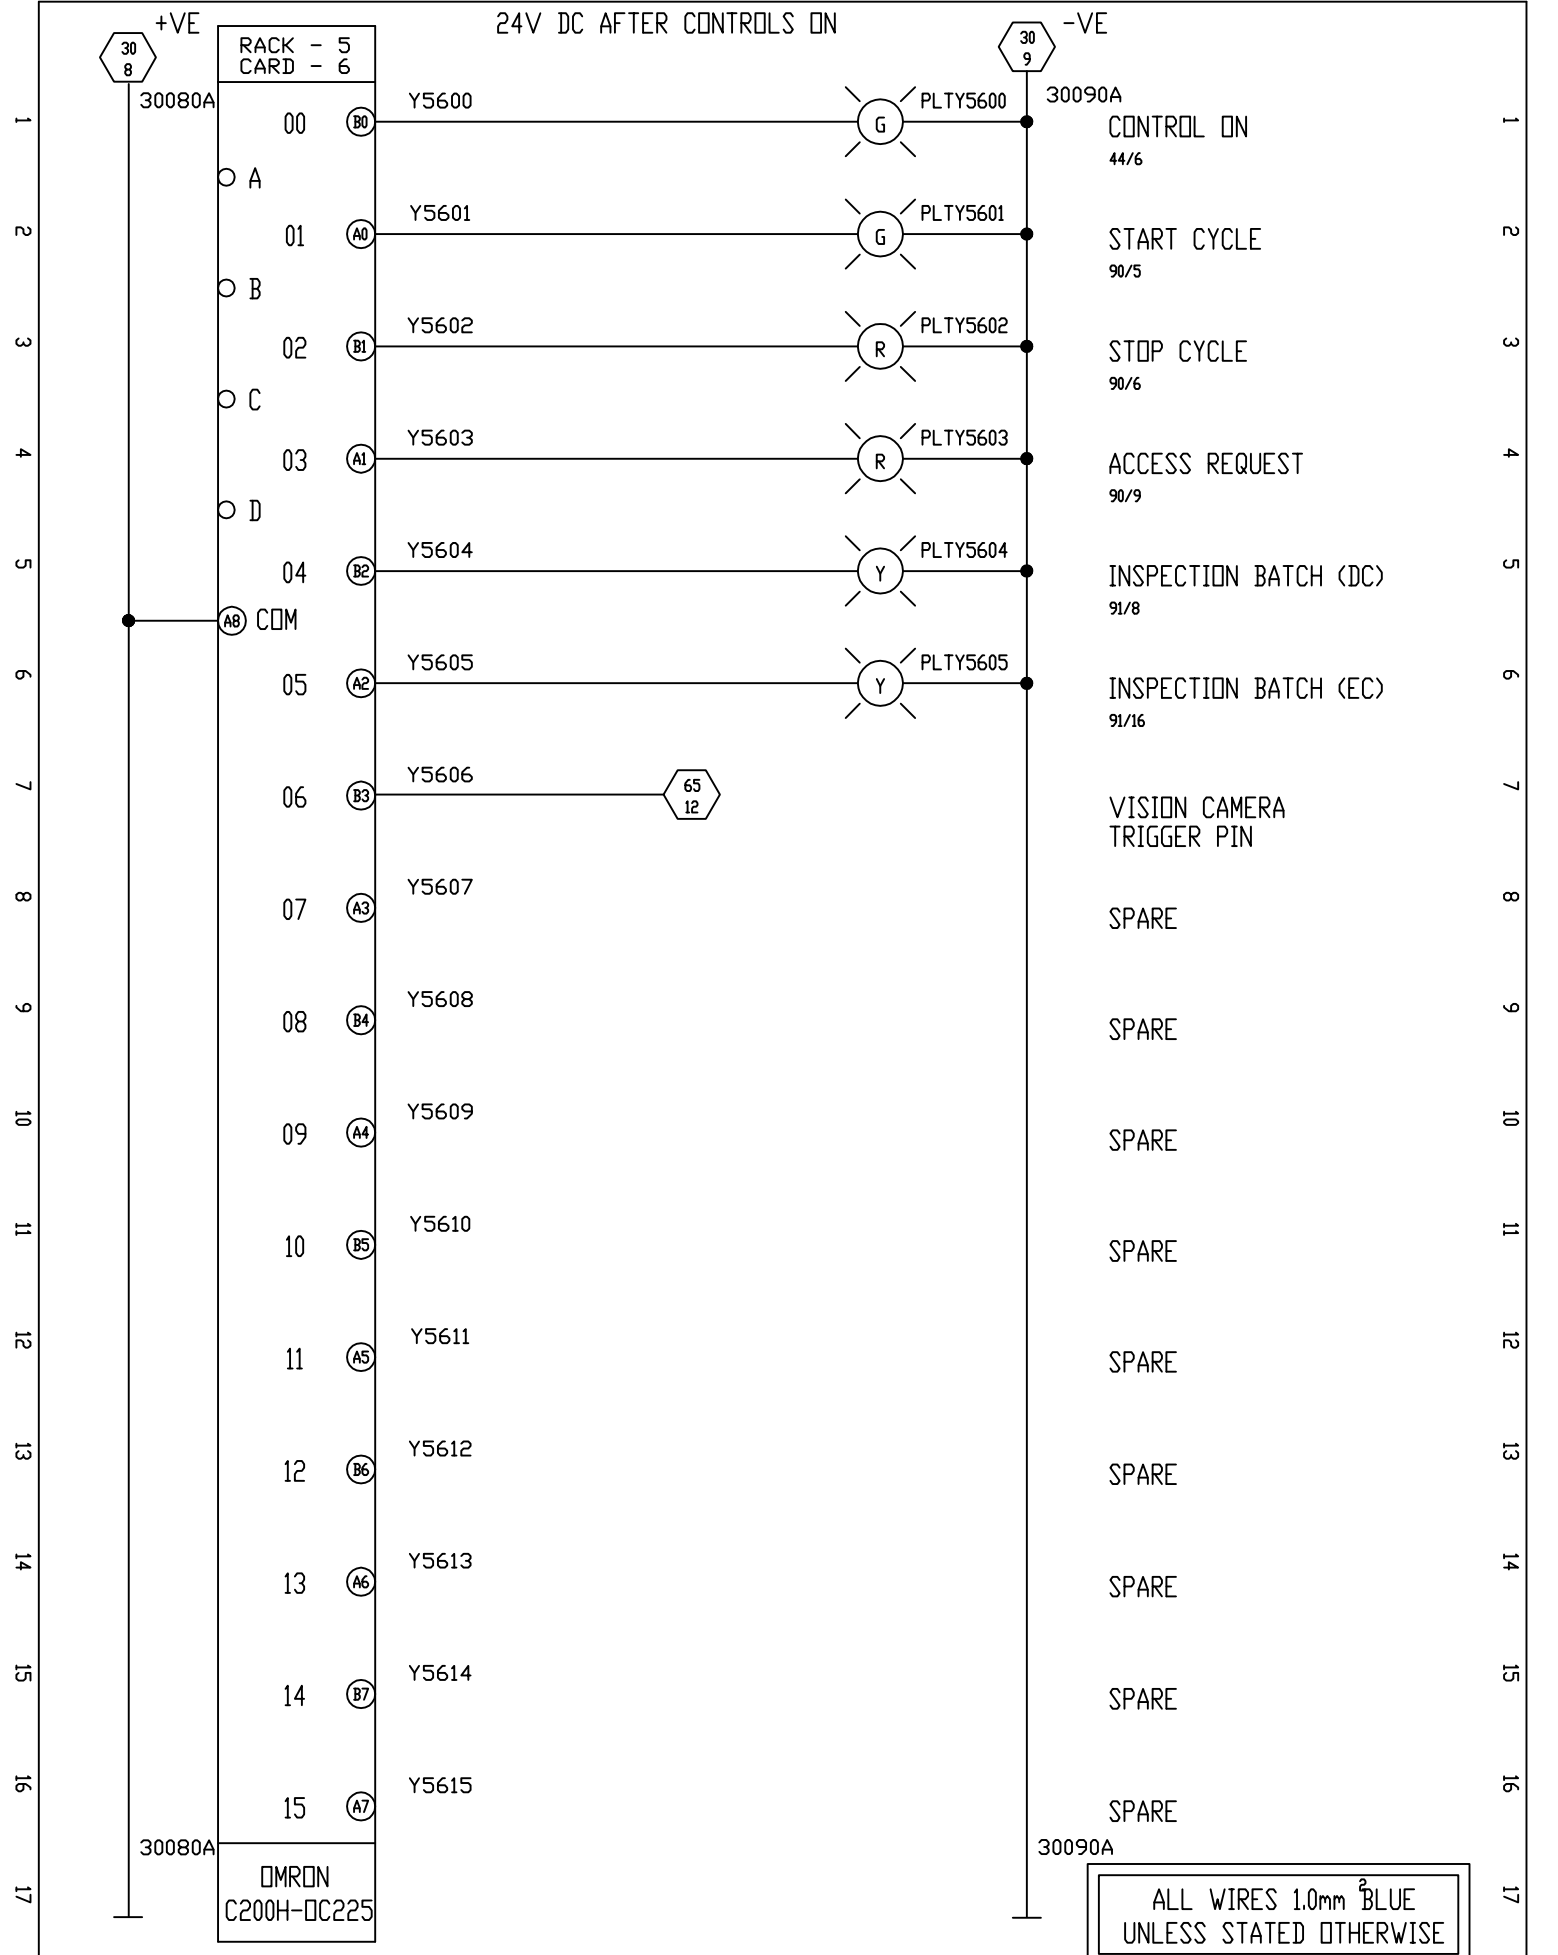 +VE
24V DC AFTER CONTROLS ON
-VE
30
8
RACK - 5
CARD - 6
30
9
30080A
30090A
1
00
B0
Y5600
G
PLTY5600
CONTROL ON
44/6
1
A
2
01
A0
Y5601
G
PLTY5601
START CYCLE
90/5
2
B
3
02
B1
Y5602
R
PLTY5602
STOP CYCLE
90/6
3
C
4
03
A1
Y5603
R
PLTY5603
ACCESS REQUEST
90/9
4
D
5
04
B2
Y5604
Y
PLTY5604
INSPECTION BATCH (DC)
91/8
5
A8 COM
6
05
A2
Y5605
Y
PLTY5605
INSPECTION BATCH (EC)
91/16
6
7
06
B3
Y5606
65
12
VISION CAMERA
TRIGGER PIN
7
8
07
A3
Y5607
SPARE
8
9
08
B4
Y5608
SPARE
9
10
09
A4
Y5609
SPARE
10
11
10
B5
Y5610
SPARE
11
12
11
A5
Y5611
SPARE
12
13
12
B6
Y5612
SPARE
13
14
13
A6
Y5613
SPARE
14
15
14
B7
Y5614
SPARE
15
16
15
A7
Y5615
SPARE
16
30080A
30090A
17
OMRON
C200H-OC225
ALL WIRES 1.0mm² BLUE
UNLESS STATED OTHERWISE
17